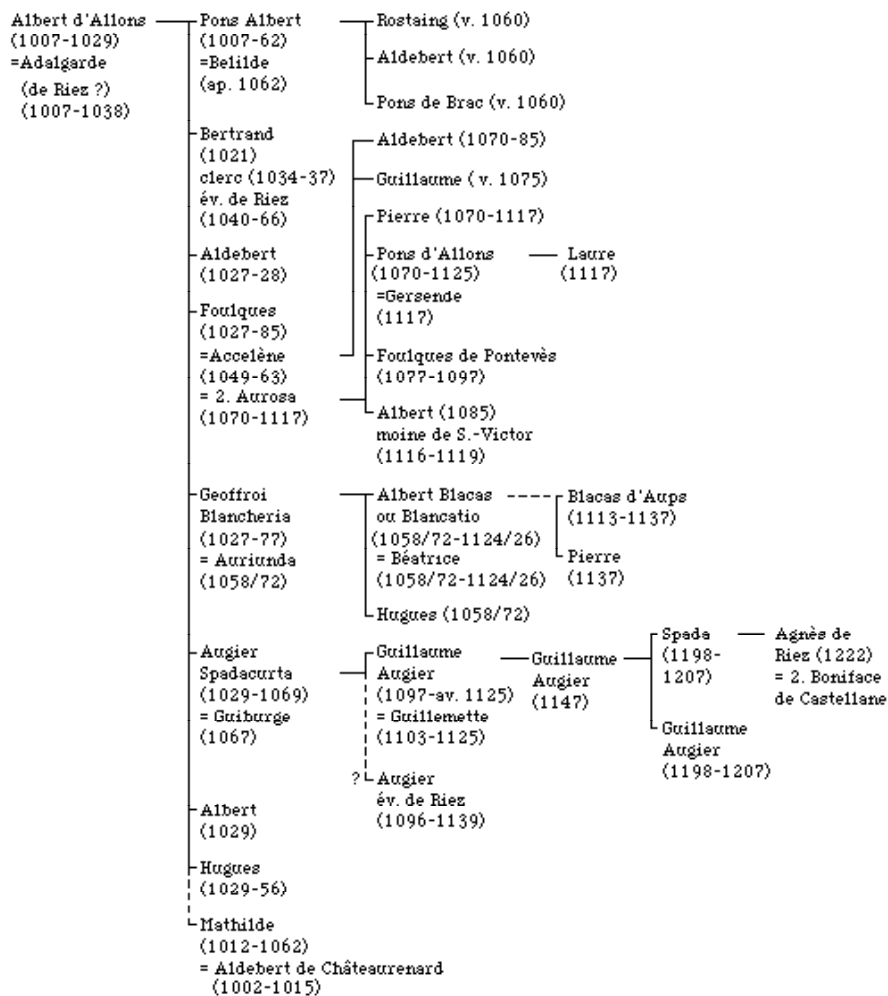 Albert d'Allons
(1007-1029)
=Adalgarde
(de Riez ?)
(1007-1038)
Pons Albert
(1007-62)
=Belilde
(ap. 1062)
Rostaing (v. 1060)
Aldebert (v. 1060)
Pons de Brac (v. 1060)
Bertrand
(1021)
clerc (1034-37)
év. de Riez
(1040-66)
Aldebert
(1027-28)
Foulques
(1027-85)
=Accelène
(1049-63)
= 2. Aurosa
(1070-1117)
Aldebert (1070-85)
Guillaume ( v. 1075)
Pierre (1070-1117)
Pons d'Allons
(1070-1125)
=Gersende
(1117)
Laure
(1117)
Foulques de Pontevès
(1077-1097)
Albert (1085)
moine de S.-Victor
(1116-1119)
Geoffroi
Blancheria
(1027-77)
= Auriunda
(1058/72)
Albert Blacas
ou Blancatio
(1058/72-1124/26)
= Béatrice
(1058/72-1124/26)
Hugues (1058/72)
Blacas d'Aups
(1113-1137)
Pierre
(1137)
Augier
Spadacurta
(1029-1069)
= Guiburge
(1067)
Guillaume
Augier
(1097-av. 1125)
= Guillemette
(1103-1125)
? Augier
év. de Riez
(1096-1139)
Guillaume
Augier
(1147)
Spada
(1198-
1207)
Guillaume
Augier
(1198-1207)
Agnès de
Riez (1222)
= 2. Boniface
de Castellane
Albert
(1029)
Hugues
(1029-56)
Mathilde
(1012-1062)
= Aldebert de Châteaurenard
(1002-1015)